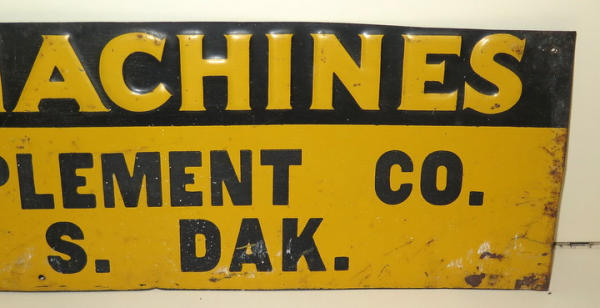 MACHINES
PLEMENT CO.
S. DAK.